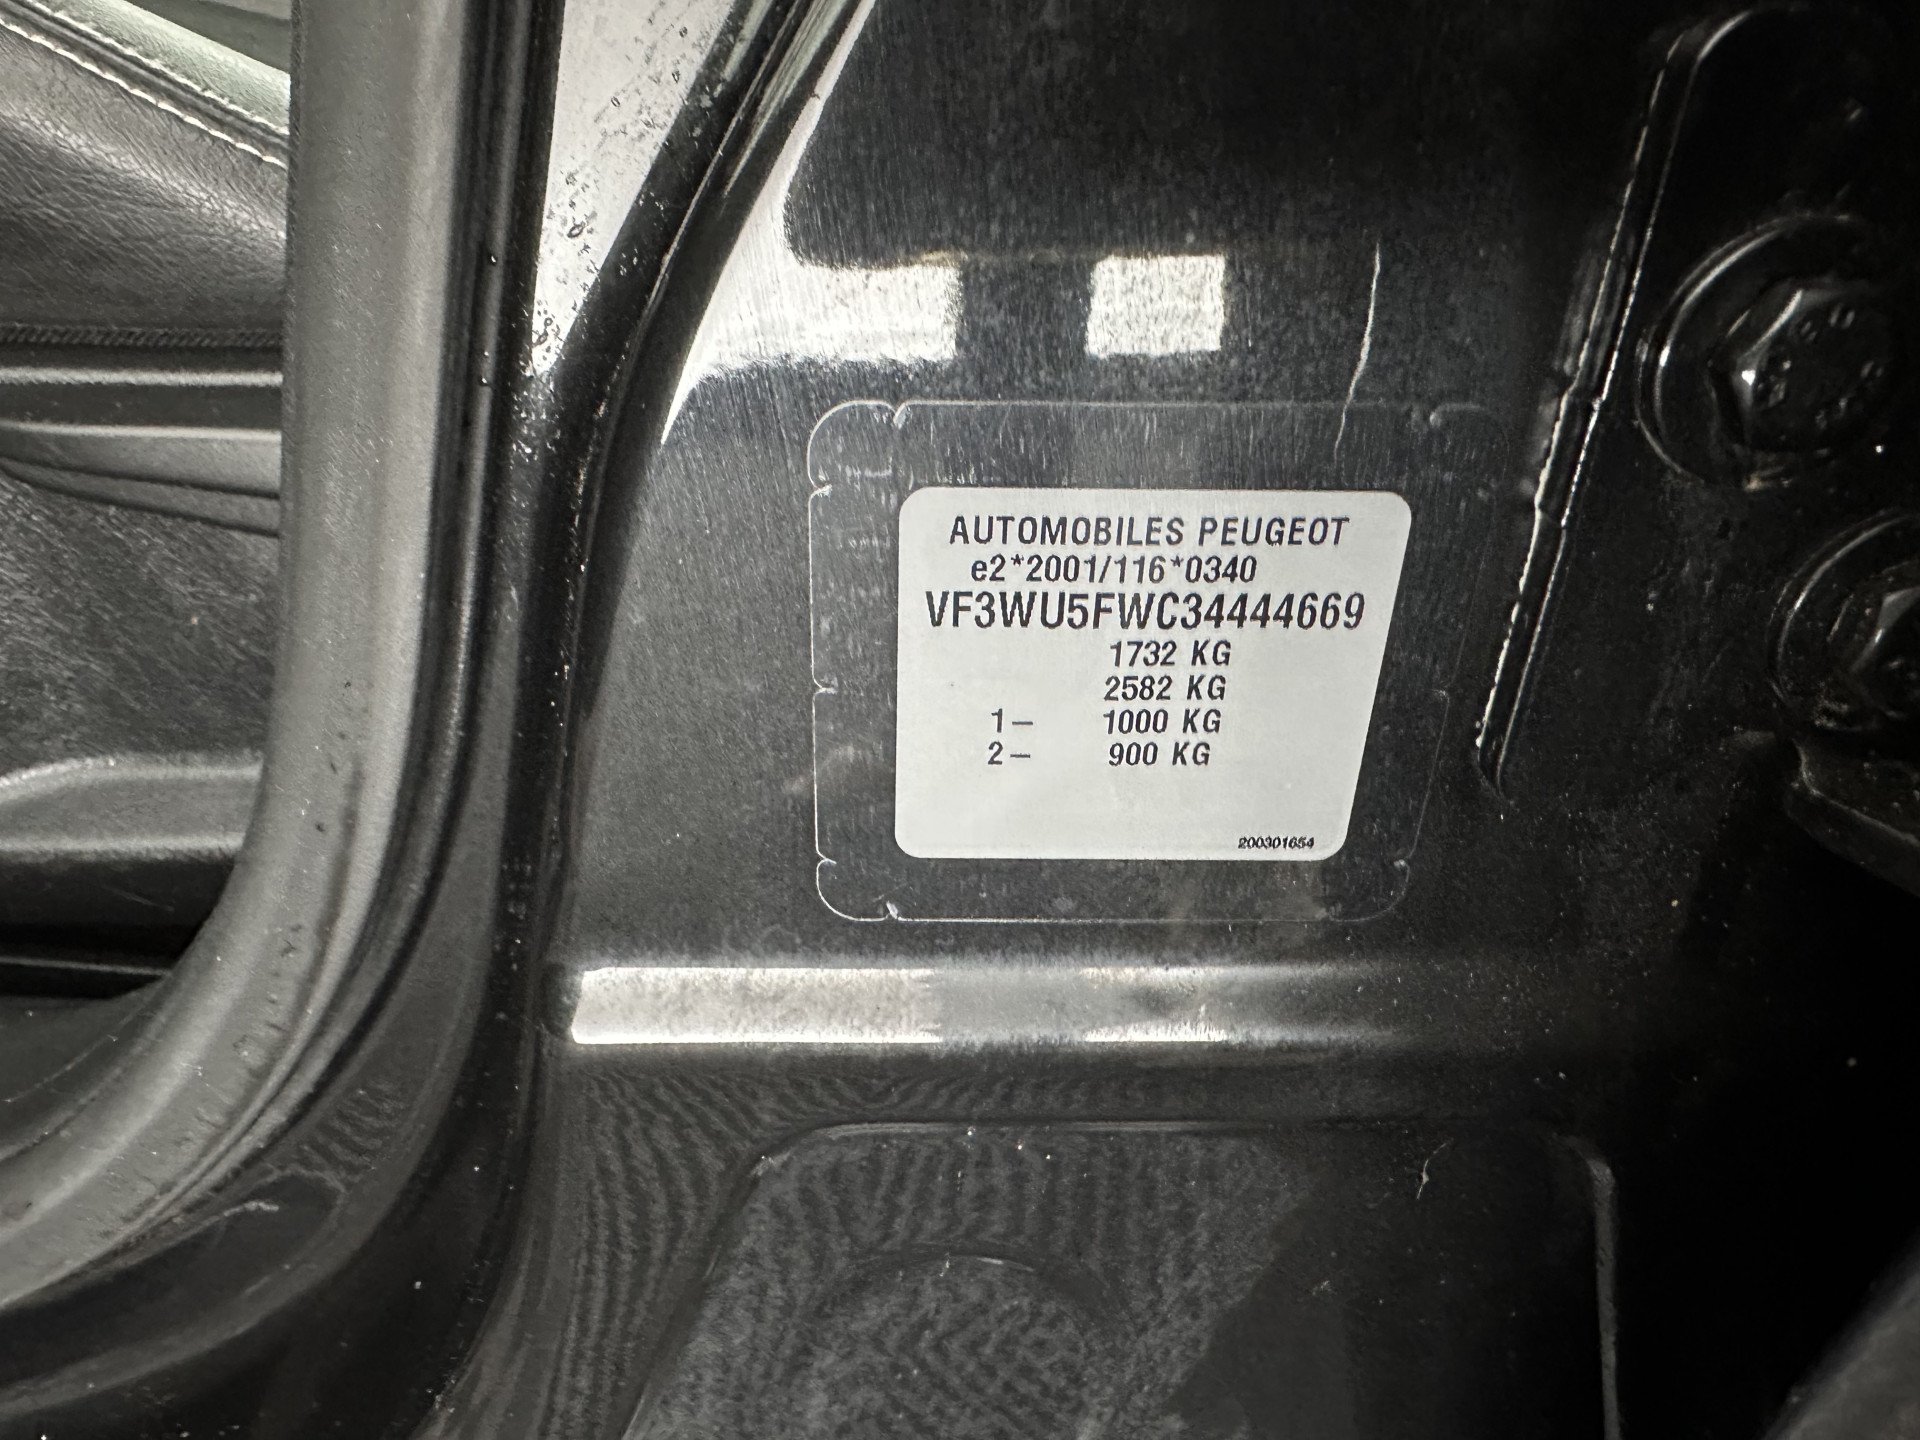 AUTOMOBILES PEUGEOT
e2*2001/116*0340
VF3WU5FWC34444669
1732 KG
2582 KG
1– 1000 KG
2– 900 KG
200301654